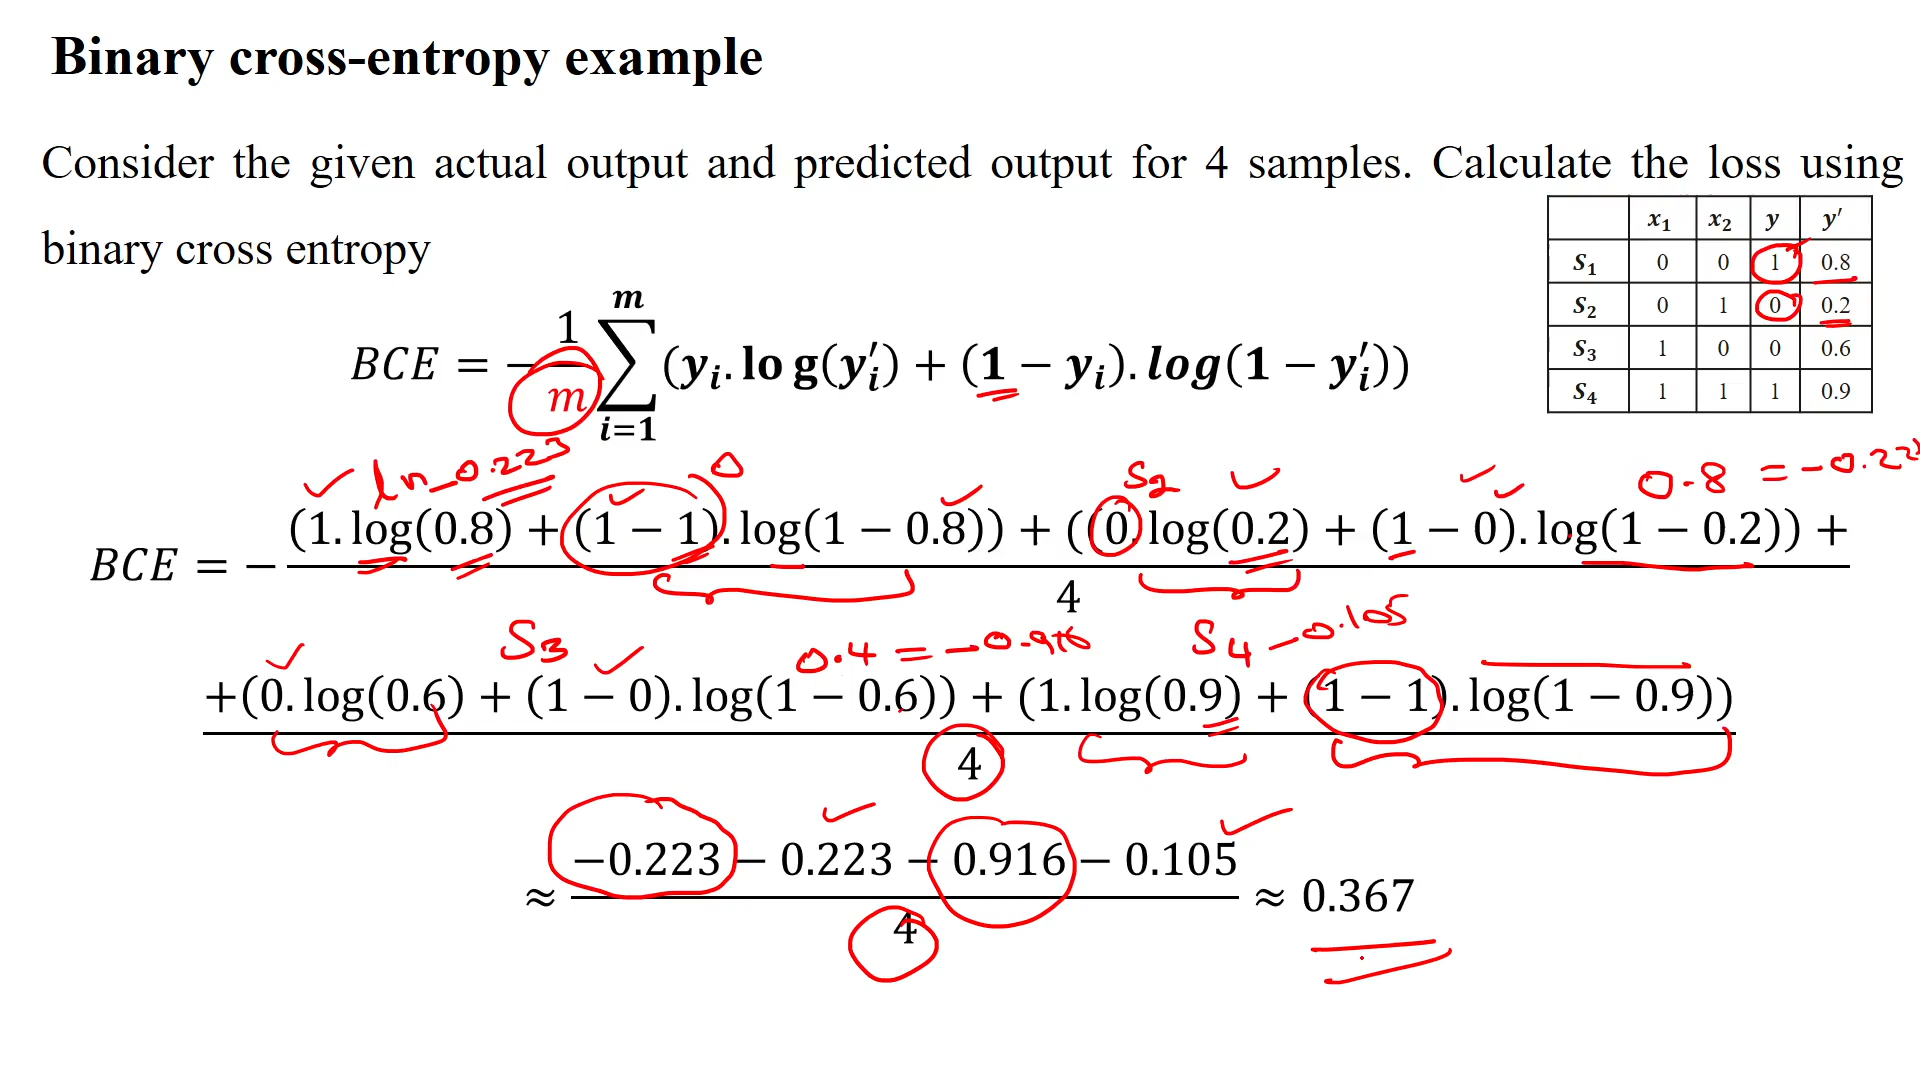 Binary cross-entropy example
Consider the given actual output and predicted output for 4 samples. Calculate the loss using
binary cross entropy
x₁ x₂ y y′
S₁ 0 0 1 0.8
S₂ 0 1 0 0.2
S₃ 1 0 0 0.6
S₄ 1 1 1 0.9
BCE = − 1/m ∑ᵢ₌₁ᵐ (yᵢ. lo g(yᵢ′) + (1 − yᵢ). log(1 − yᵢ′))
ln −0.223 0 S2 0.8 = −0.22
BCE = − (1. log(0.8) + (1 − 1). log(1 − 0.8)) + ((0. log(0.2) + (1 − 0). log(1 − 0.2)) +
4
S3 0.4 = −0.916 S4 −0.105
+(0. log(0.6) + (1 − 0). log(1 − 0.6)) + (1. log(0.9) + (1 − 1). log(1 − 0.9))
4
≈ −0.223 − 0.223 − 0.916 − 0.105 / 4 ≈ 0.367